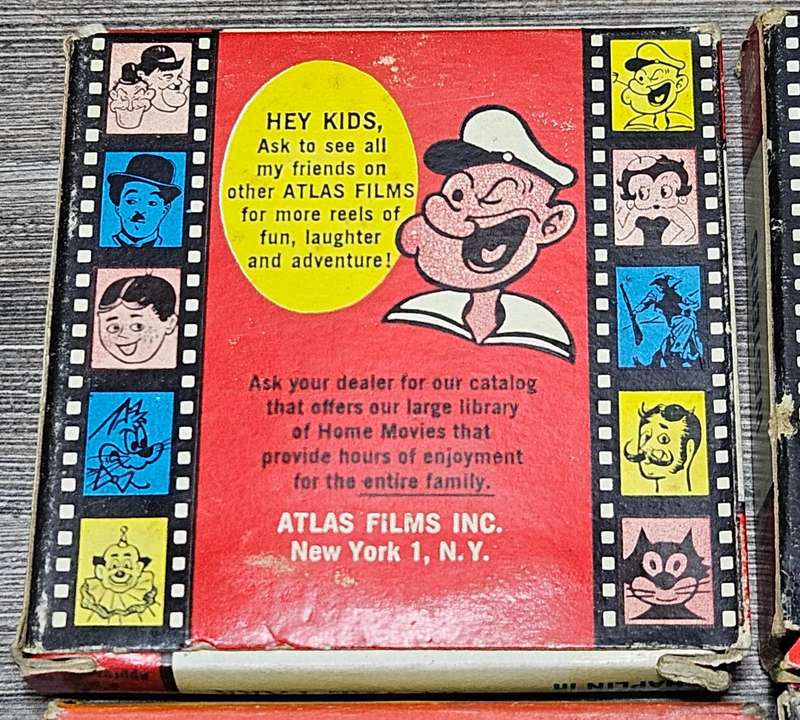 HEY KIDS,
Ask to see all
my friends on
other ATLAS FILMS
for more reels of
fun, laughter
and adventure!
Ask your dealer for our catalog
that offers our large library
of Home Movies that
provide hours of enjoyment
for the entire family.
ATLAS FILMS INC.
New York 1, N.Y.